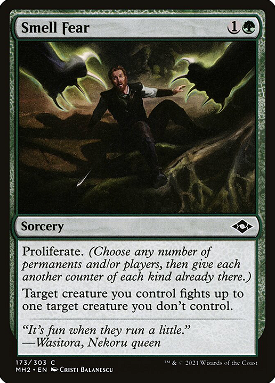 Smell Fear 1
Sorcery
Proliferate. (Choose any number of
permanents and/or players, then give each
another counter of each kind already there.)
Target creature you control fights up to
one target creature you don't control.
"It's fun when they run a little."
—Wasitora, Nekoru queen
173/303 C
MH2 • EN CRISTI BALANESCU
™ & © 2021 Wizards of the Coast